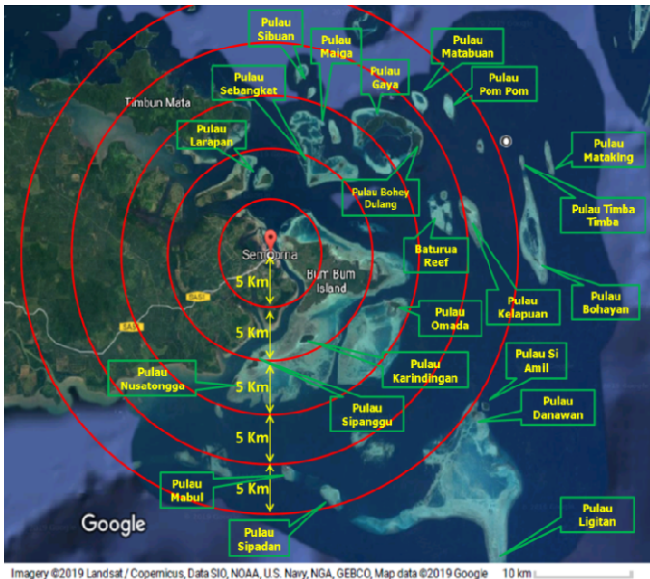 Pulau
Sibuan
Pulau
Maiga
Pulau
Matabuan
Pulau
Sebangkat
Pulau
Gaya
Pulau
Pom Pom
Timbun Mata
Pulau
Larapan
Pulau
Mataking
Pulau Bohey
Dulang
Pulau Timba
Timba
Semporna
Baturua
Reef
Bum Bum
Island
5 Km
Pulau
Kelapuan
Pulau
Bohayan
SA51
SA51
Pulau
Omada
5 Km
Pulau Si
Amil
Pulau
Karindingan
Pulau
Nusatongga
5 Km
Pulau
Danawan
Pulau
Sipanggu
5 Km
Pulau
Mabul
5 Km
Google
Pulau
Sipadan
Pulau
Ligitan
Imagery ©2019 Landsat / Copernicus, Data SIO, NOAA, U.S. Navy, NGA, GEBCO, Map data ©2019 Google 10 km